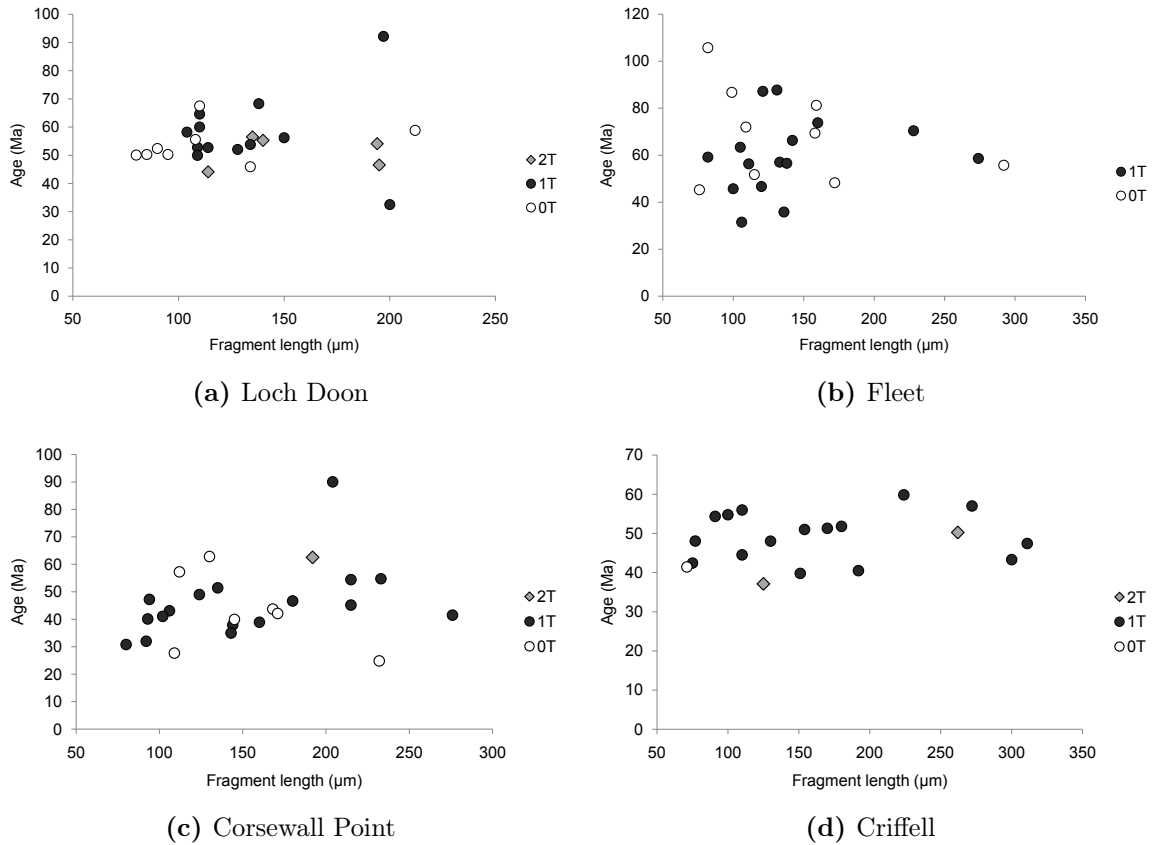 100
90
80
70
60
50
40
30
20
10
0
Age (Ma)
50 100 150 200 250
Fragment length (µm)
2T
1T
0T
(a) Loch Doon
120
100
80
60
40
20
0
Age (Ma)
50 100 150 200 250 300 350
Fragment length (µm)
1T
0T
(b) Fleet
100
90
80
70
60
50
40
30
20
10
0
Age (Ma)
50 100 150 200 250 300
Fragment length (µm)
2T
1T
0T
(c) Corsewall Point
70
60
50
40
30
20
10
0
Age (Ma)
50 100 150 200 250 300 350
Fragment length (µm)
2T
1T
0T
(d) Criffell